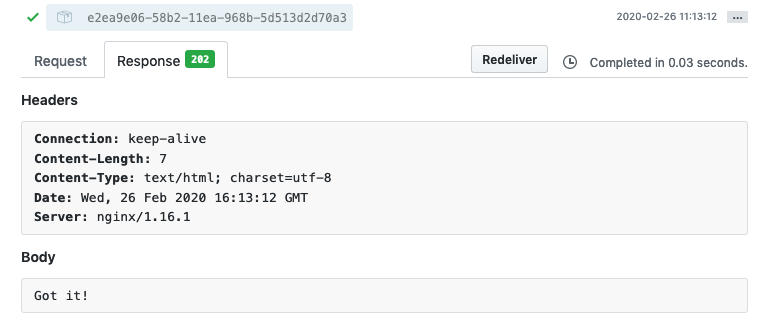 e2ea9e06-58b2-11ea-968b-5d513d2d70a3 2020-02-26 11:13:12 ...
Request Response 202 Redeliver Completed in 0.03 seconds.
Headers
Connection: keep-alive
Content-Length: 7
Content-Type: text/html; charset=utf-8
Date: Wed, 26 Feb 2020 16:13:12 GMT
Server: nginx/1.16.1
Body
Got it!